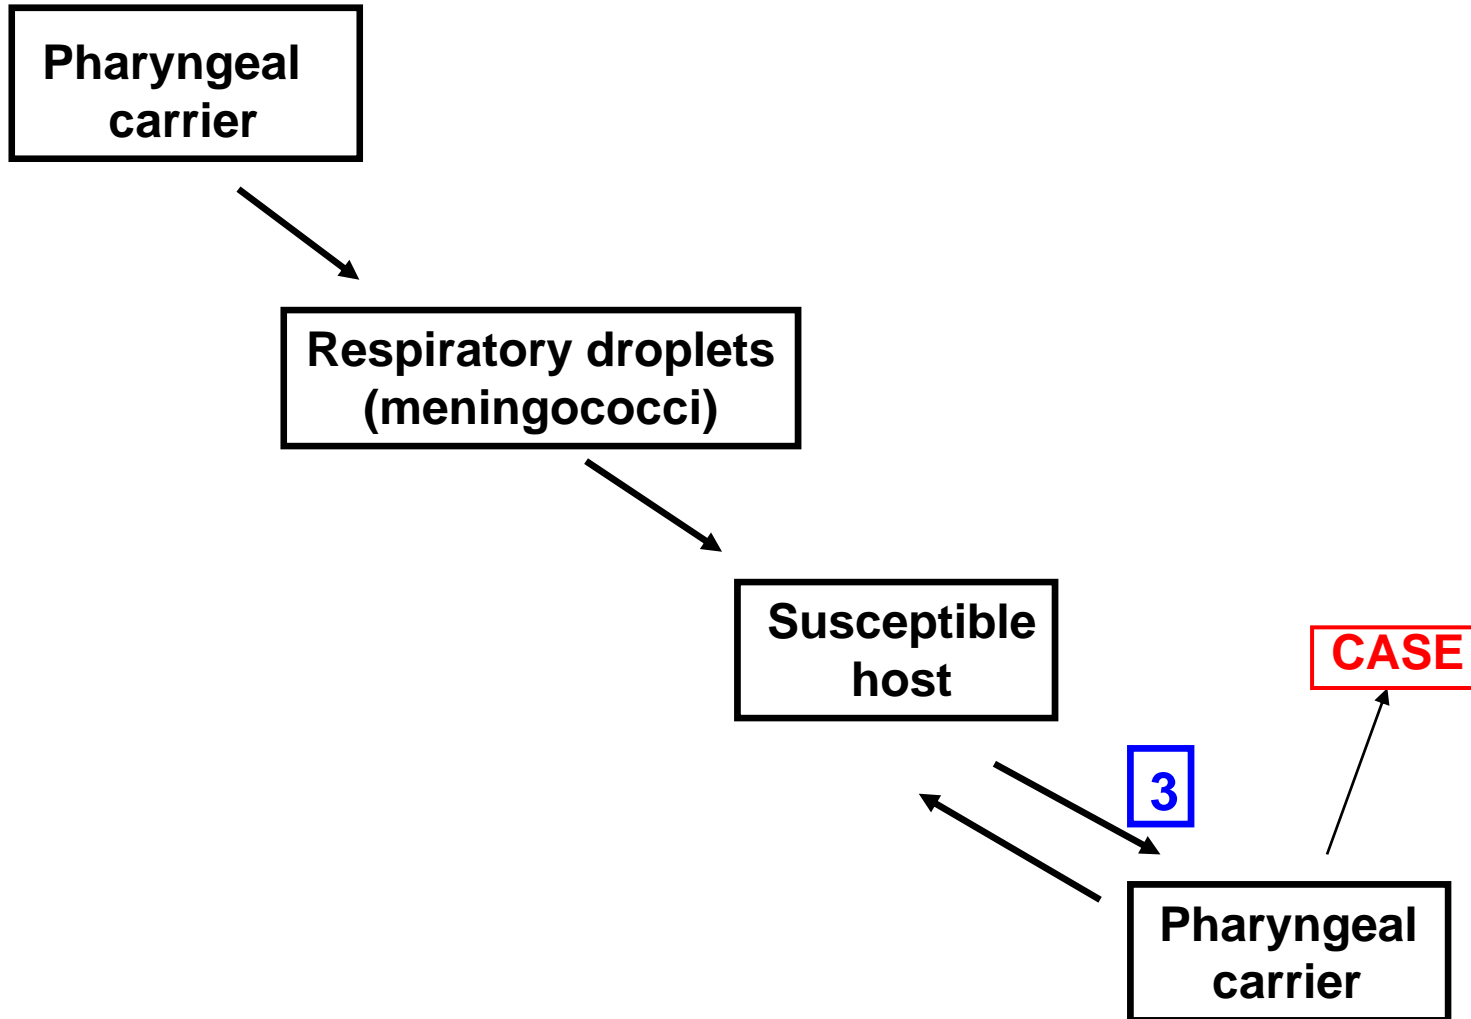 Pharyngeal
carrier
Respiratory droplets
(meningococci)
Susceptible
host
CASE
3
Pharyngeal
carrier